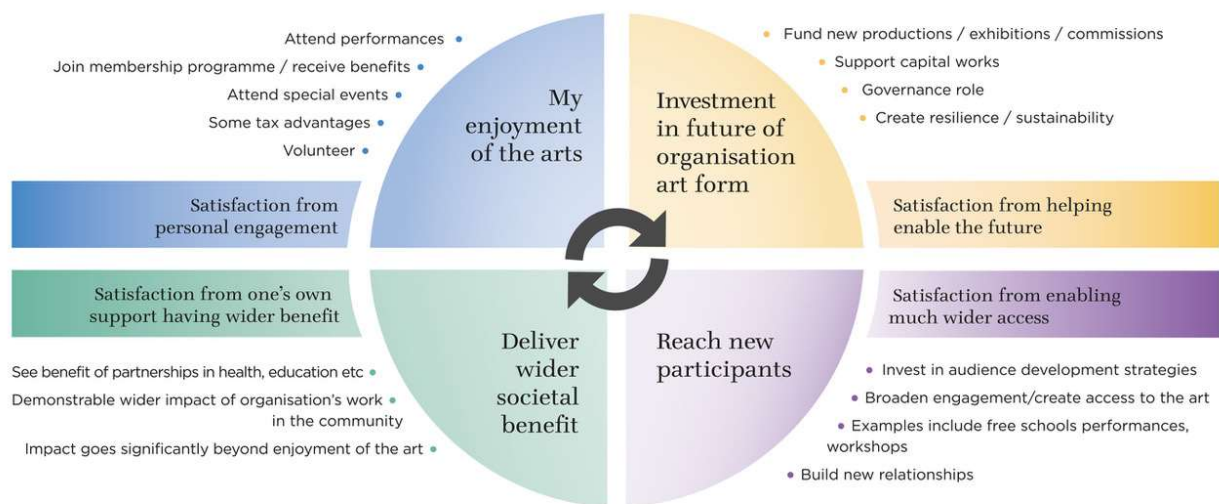 Attend performances
Join membership programme / receive benefits
Attend special events
Some tax advantages
Volunteer
My
enjoyment
of the arts
Satisfaction from
personal engagement
Investment
in future of
organisation
art form
Fund new productions / exhibitions / commissions
Support capital works
Governance role
Create resilience / sustainability
Satisfaction from helping
enable the future
Satisfaction from one’s own
support having wider benefit
Deliver
wider
societal
benefit
See benefit of partnerships in health, education etc
Demonstrable wider impact of organisation’s work
in the community
Impact goes significantly beyond enjoyment of the art
Reach new
participants
Satisfaction from enabling
much wider access
Invest in audience development strategies
Broaden engagement/create access to the art
Examples include free schools performances,
workshops
Build new relationships